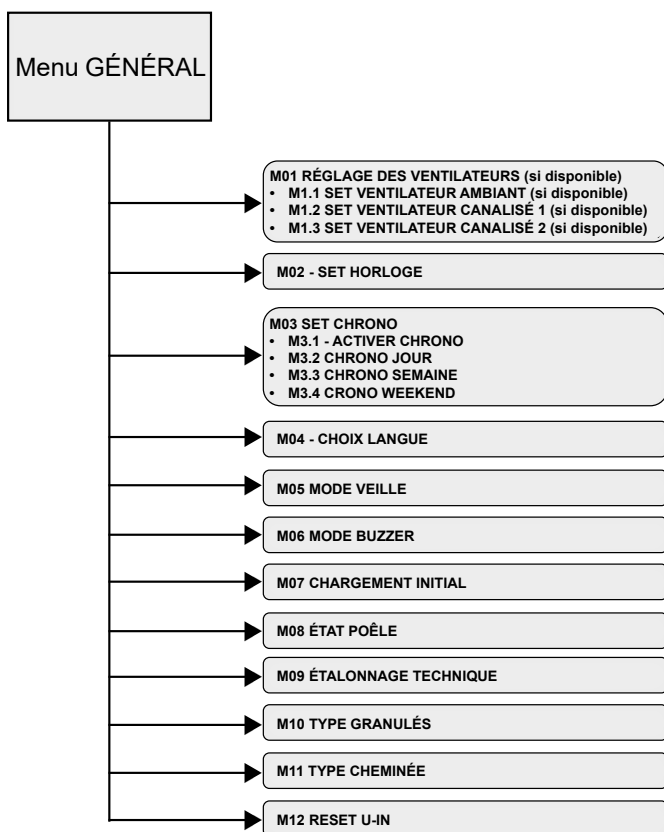 Menu GÉNÉRAL
M01 RÉGLAGE DES VENTILATEURS (si disponible)
• M1.1 SET VENTILATEUR AMBIANT (si disponible)
• M1.2 SET VENTILATEUR CANALISÉ 1 (si disponible)
• M1.3 SET VENTILATEUR CANALISÉ 2 (si disponible)
M02 - SET HORLOGE
M03 SET CHRONO
• M3.1 - ACTIVER CHRONO
• M3.2 CHRONO JOUR
• M3.3 CHRONO SEMAINE
• M3.4 CRONO WEEKEND
M04 - CHOIX LANGUE
M05 MODE VEILLE
M06 MODE BUZZER
M07 CHARGEMENT INITIAL
M08 ÉTAT POÊLE
M09 ÉTALONNAGE TECHNIQUE
M10 TYPE GRANULÉS
M11 TYPE CHEMINÉE
M12 RESET U-IN